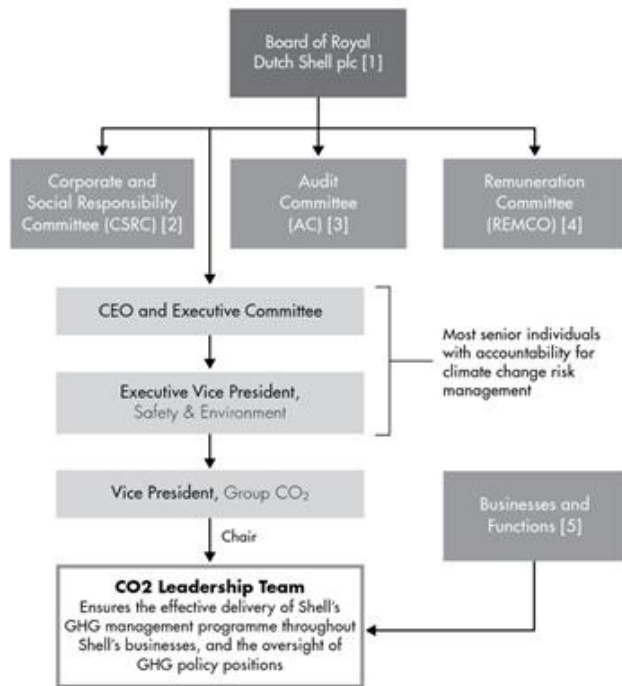 Board of Royal
Dutch Shell plc [1]
Corporate and
Social Responsibility
Committee (CSRC) [2]
Audit
Committee
(AC) [3]
Remuneration
Committee
(REMCO) [4]
CEO and Executive Committee
Most senior individuals
with accountability for
climate change risk
management
Executive Vice President,
Safety & Environment
Vice President, Group CO₂
Businesses and
Functions [5]
Chair
CO2 Leadership Team
Ensures the effective delivery of Shell's
GHG management programme throughout
Shell's businesses, and the oversight of
GHG policy positions